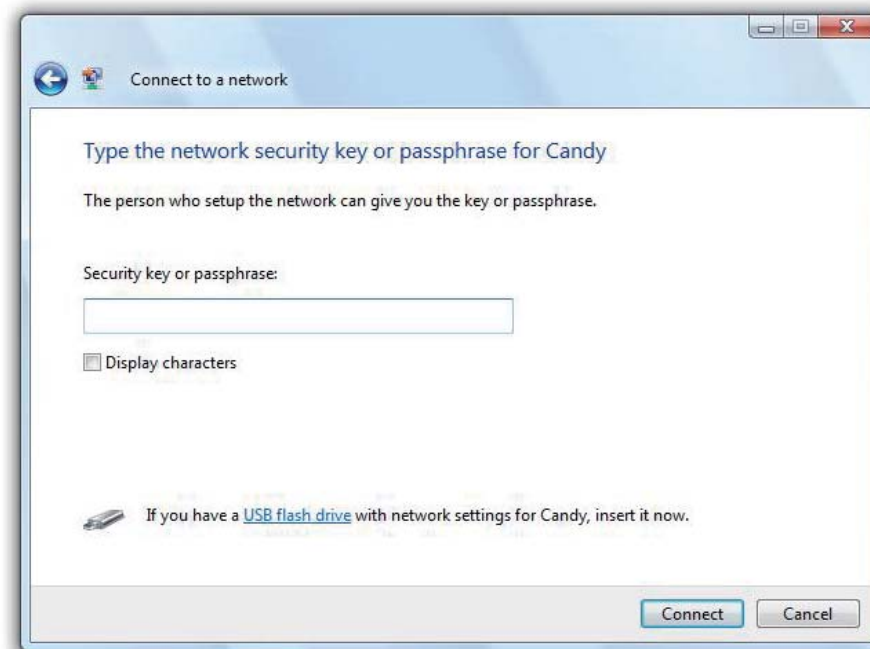 Connect to a network
Type the network security key or passphrase for Candy
The person who setup the network can give you the key or passphrase.
Security key or passphrase:
Display characters
If you have a USB flash drive with network settings for Candy, insert it now.
Connect Cancel